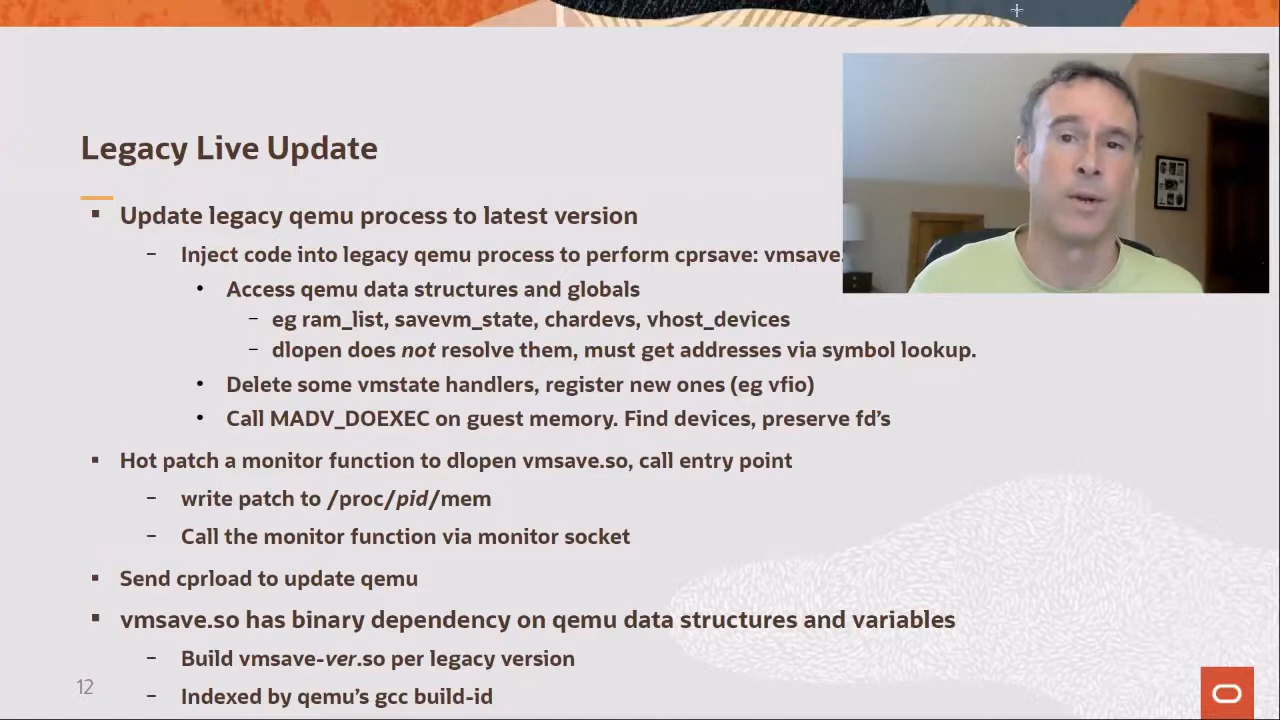 Legacy Live Update
▪ Update legacy qemu process to latest version
– Inject code into legacy qemu process to perform cprsave: vmsave.
• Access qemu data structures and globals
– eg ram_list, savevm_state, chardevs, vhost_devices
– dlopen does not resolve them, must get addresses via symbol lookup.
• Delete some vmstate handlers, register new ones (eg vfio)
• Call MADV_DOEXEC on guest memory. Find devices, preserve fd's
▪ Hot patch a monitor function to dlopen vmsave.so, call entry point
– write patch to /proc/pid/mem
– Call the monitor function via monitor socket
▪ Send cprload to update qemu
▪ vmsave.so has binary dependency on qemu data structures and variables
– Build vmsave-ver.so per legacy version
– Indexed by qemu's gcc build-id
12